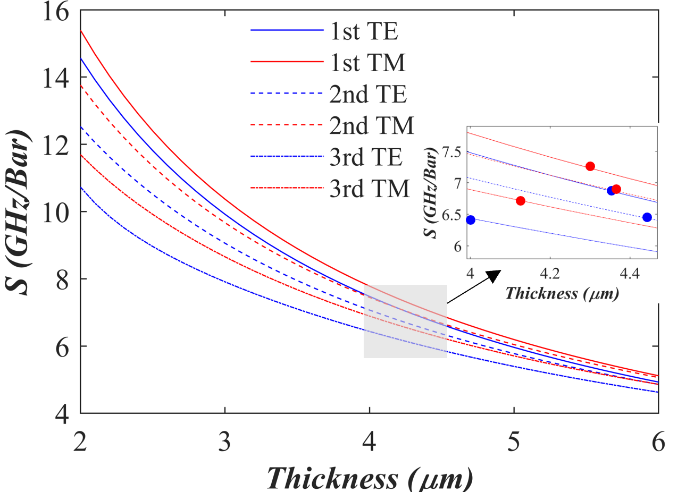 16
14
12
10
8
6
4
2
3
4
5
6
S (GHz/Bar)
Thickness (μm)
1st TE
1st TM
2nd TE
2nd TM
3rd TE
3rd TM
7.5
7
6.5
6
4
4.2
4.4
S (GHz/Bar)
Thickness (μm)